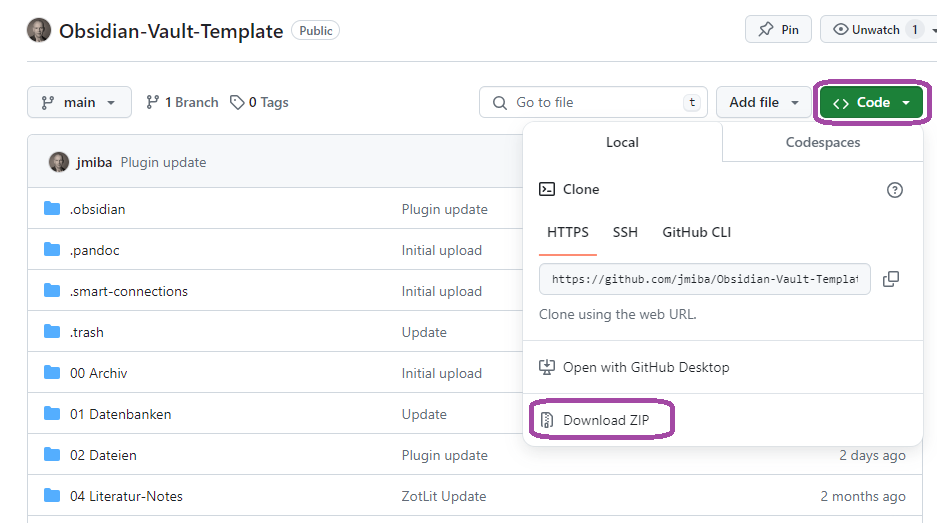 Obsidian-Vault-Template Public Pin Unwatch 1
main 1 Branch 0 Tags Go to file t Add file <> Code
Local Codespaces
jmiba Plugin update
Clone
.obsidian Plugin update
HTTPS SSH GitHub CLI
.pandoc Initial upload
https://github.com/jmiba/Obsidian-Vault-Templat
.smart-connections Initial upload
Clone using the web URL.
.trash Update
Open with GitHub Desktop
00 Archiv Initial upload
01 Datenbanken Update
Download ZIP
02 Dateien Plugin update 2 days ago
04 Literatur-Notes ZotLit Update 2 months ago